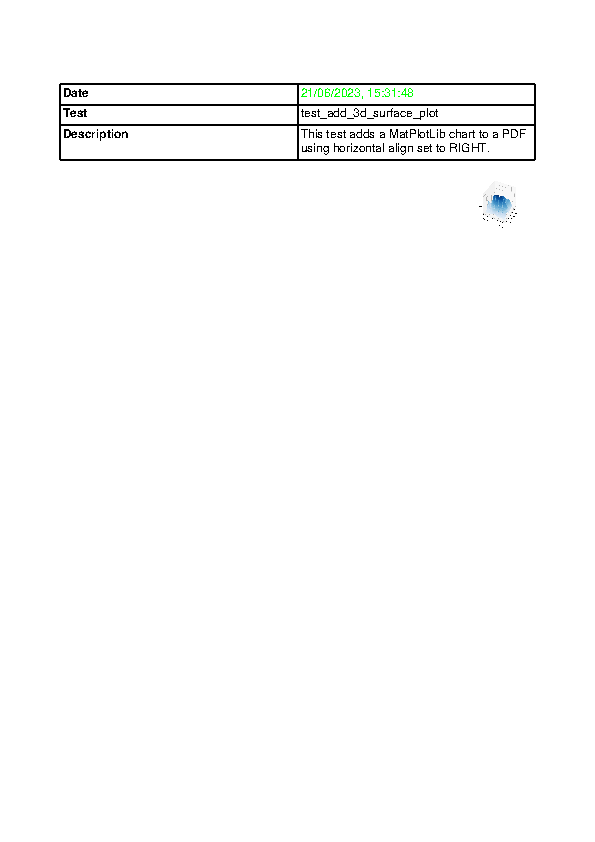 Date 21/06/2023, 15:31:48
Test test_add_3d_surface_plot
Description This test adds a MatPlotLib chart to a PDF
using horizontal align set to RIGHT.